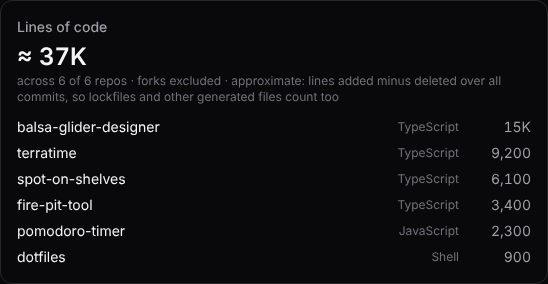 Lines of code
≈ 37K
across 6 of 6 repos · forks excluded · approximate: lines added minus deleted over all
commits, so lockfiles and other generated files count too
balsa-glider-designer TypeScript 15K
terratime TypeScript 9,200
spot-on-shelves TypeScript 6,100
fire-pit-tool TypeScript 3,400
pomodoro-timer JavaScript 2,300
dotfiles Shell 900